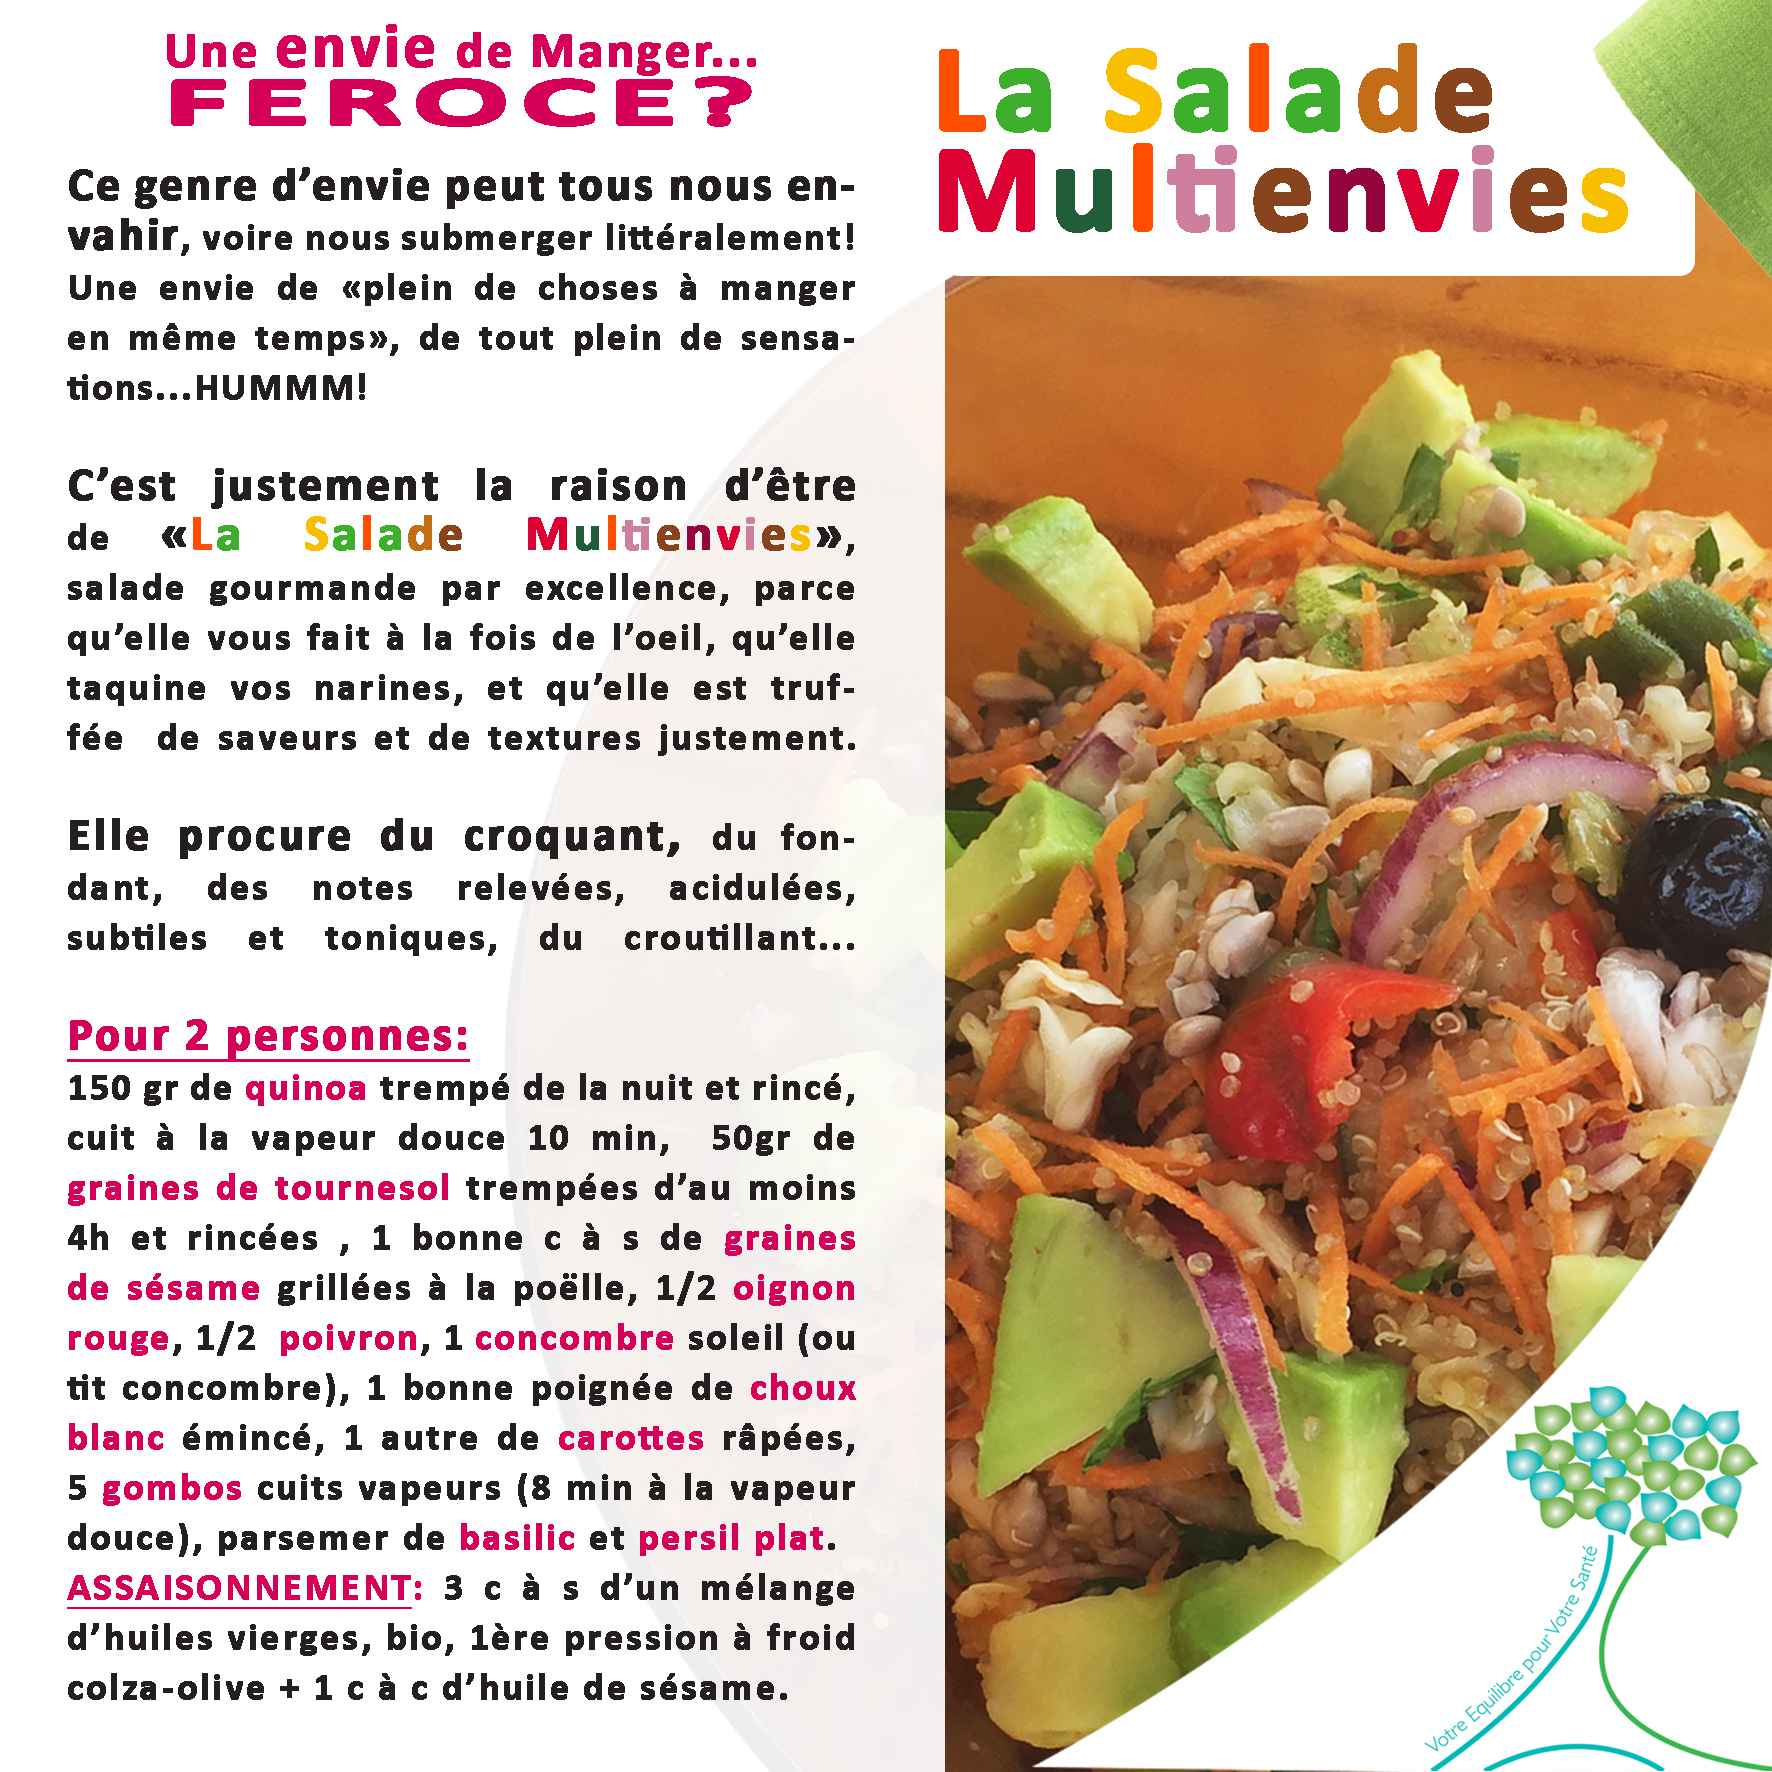 Une envie de Manger...
FEROCE?
Ce genre d’envie peut tous nous en-
vahir, voire nous submerger littéralement!
Une envie de «plein de choses à manger
en même temps», de tout plein de sensa-
tions...HUMMM!
C’est justement la raison d’être
de «La Salade Multienvies»,
salade gourmande par excellence, parce
qu’elle vous fait à la fois de l’oeil, qu’elle
taquine vos narines, et qu’elle est truf-
fée de saveurs et de textures justement.
Elle procure du croquant, du fon-
dant, des notes relevées, acidulées,
subtiles et toniques, du croutillant...
Pour 2 personnes:
150 gr de quinoa trempé de la nuit et rincé,
cuit à la vapeur douce 10 min, 50gr de
graines de tournesol trempées d’au moins
4h et rincées , 1 bonne c à s de graines
de sésame grillées à la poëlle, 1/2 oignon
rouge, 1/2 poivron, 1 concombre soleil (ou
tit concombre), 1 bonne poignée de choux
blanc émincé, 1 autre de carottes râpées,
5 gombos cuits vapeurs (8 min à la vapeur
douce), parsemer de basilic et persil plat.
ASSAISONNEMENT: 3 c à s d’un mélange
d’huiles vierges, bio, 1ère pression à froid
colza-olive + 1 c à c d’huile de sésame.
La Salade
Multienvies
Votre Equilibre pour Votre Santé